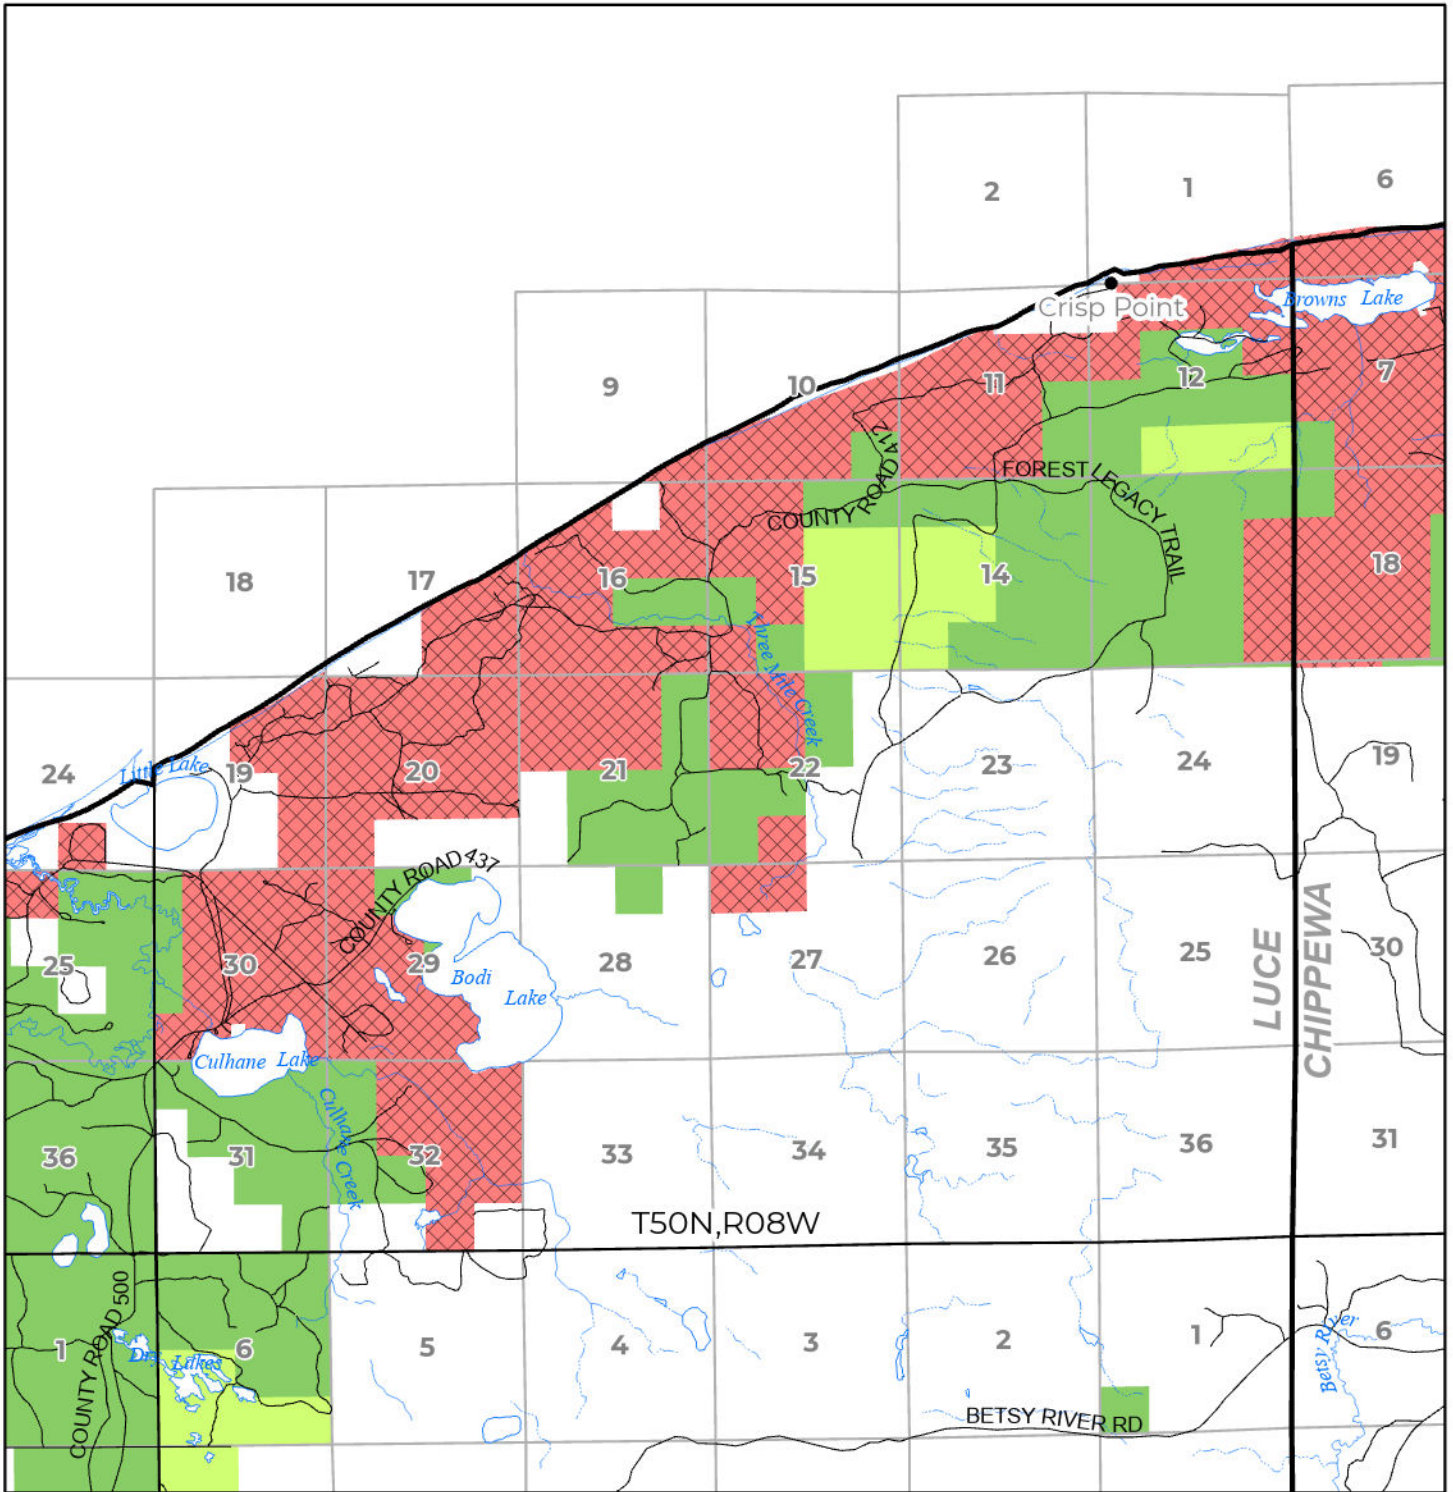 2
1
6
Browns Lake
Crisp Point
9
10
11
12
7
COUNTY ROAD 412
FOREST LEGACY TRAIL
18
17
16
15
14
18
Three Mile Creek
24
Little Lake
19
20
21
22
23
24
19
COUNTY ROAD 437
25
30
29
Bodi
Lake
28
27
26
25
30
LUCE
CHIPPEWA
Culhane Lake
Culhane Creek
36
31
32
33
34
35
36
31
T50N,R08W
COUNTY ROAD 500
1
Dry Lakes
6
5
4
3
2
1
6
Betsy River
BETSY RIVER RD